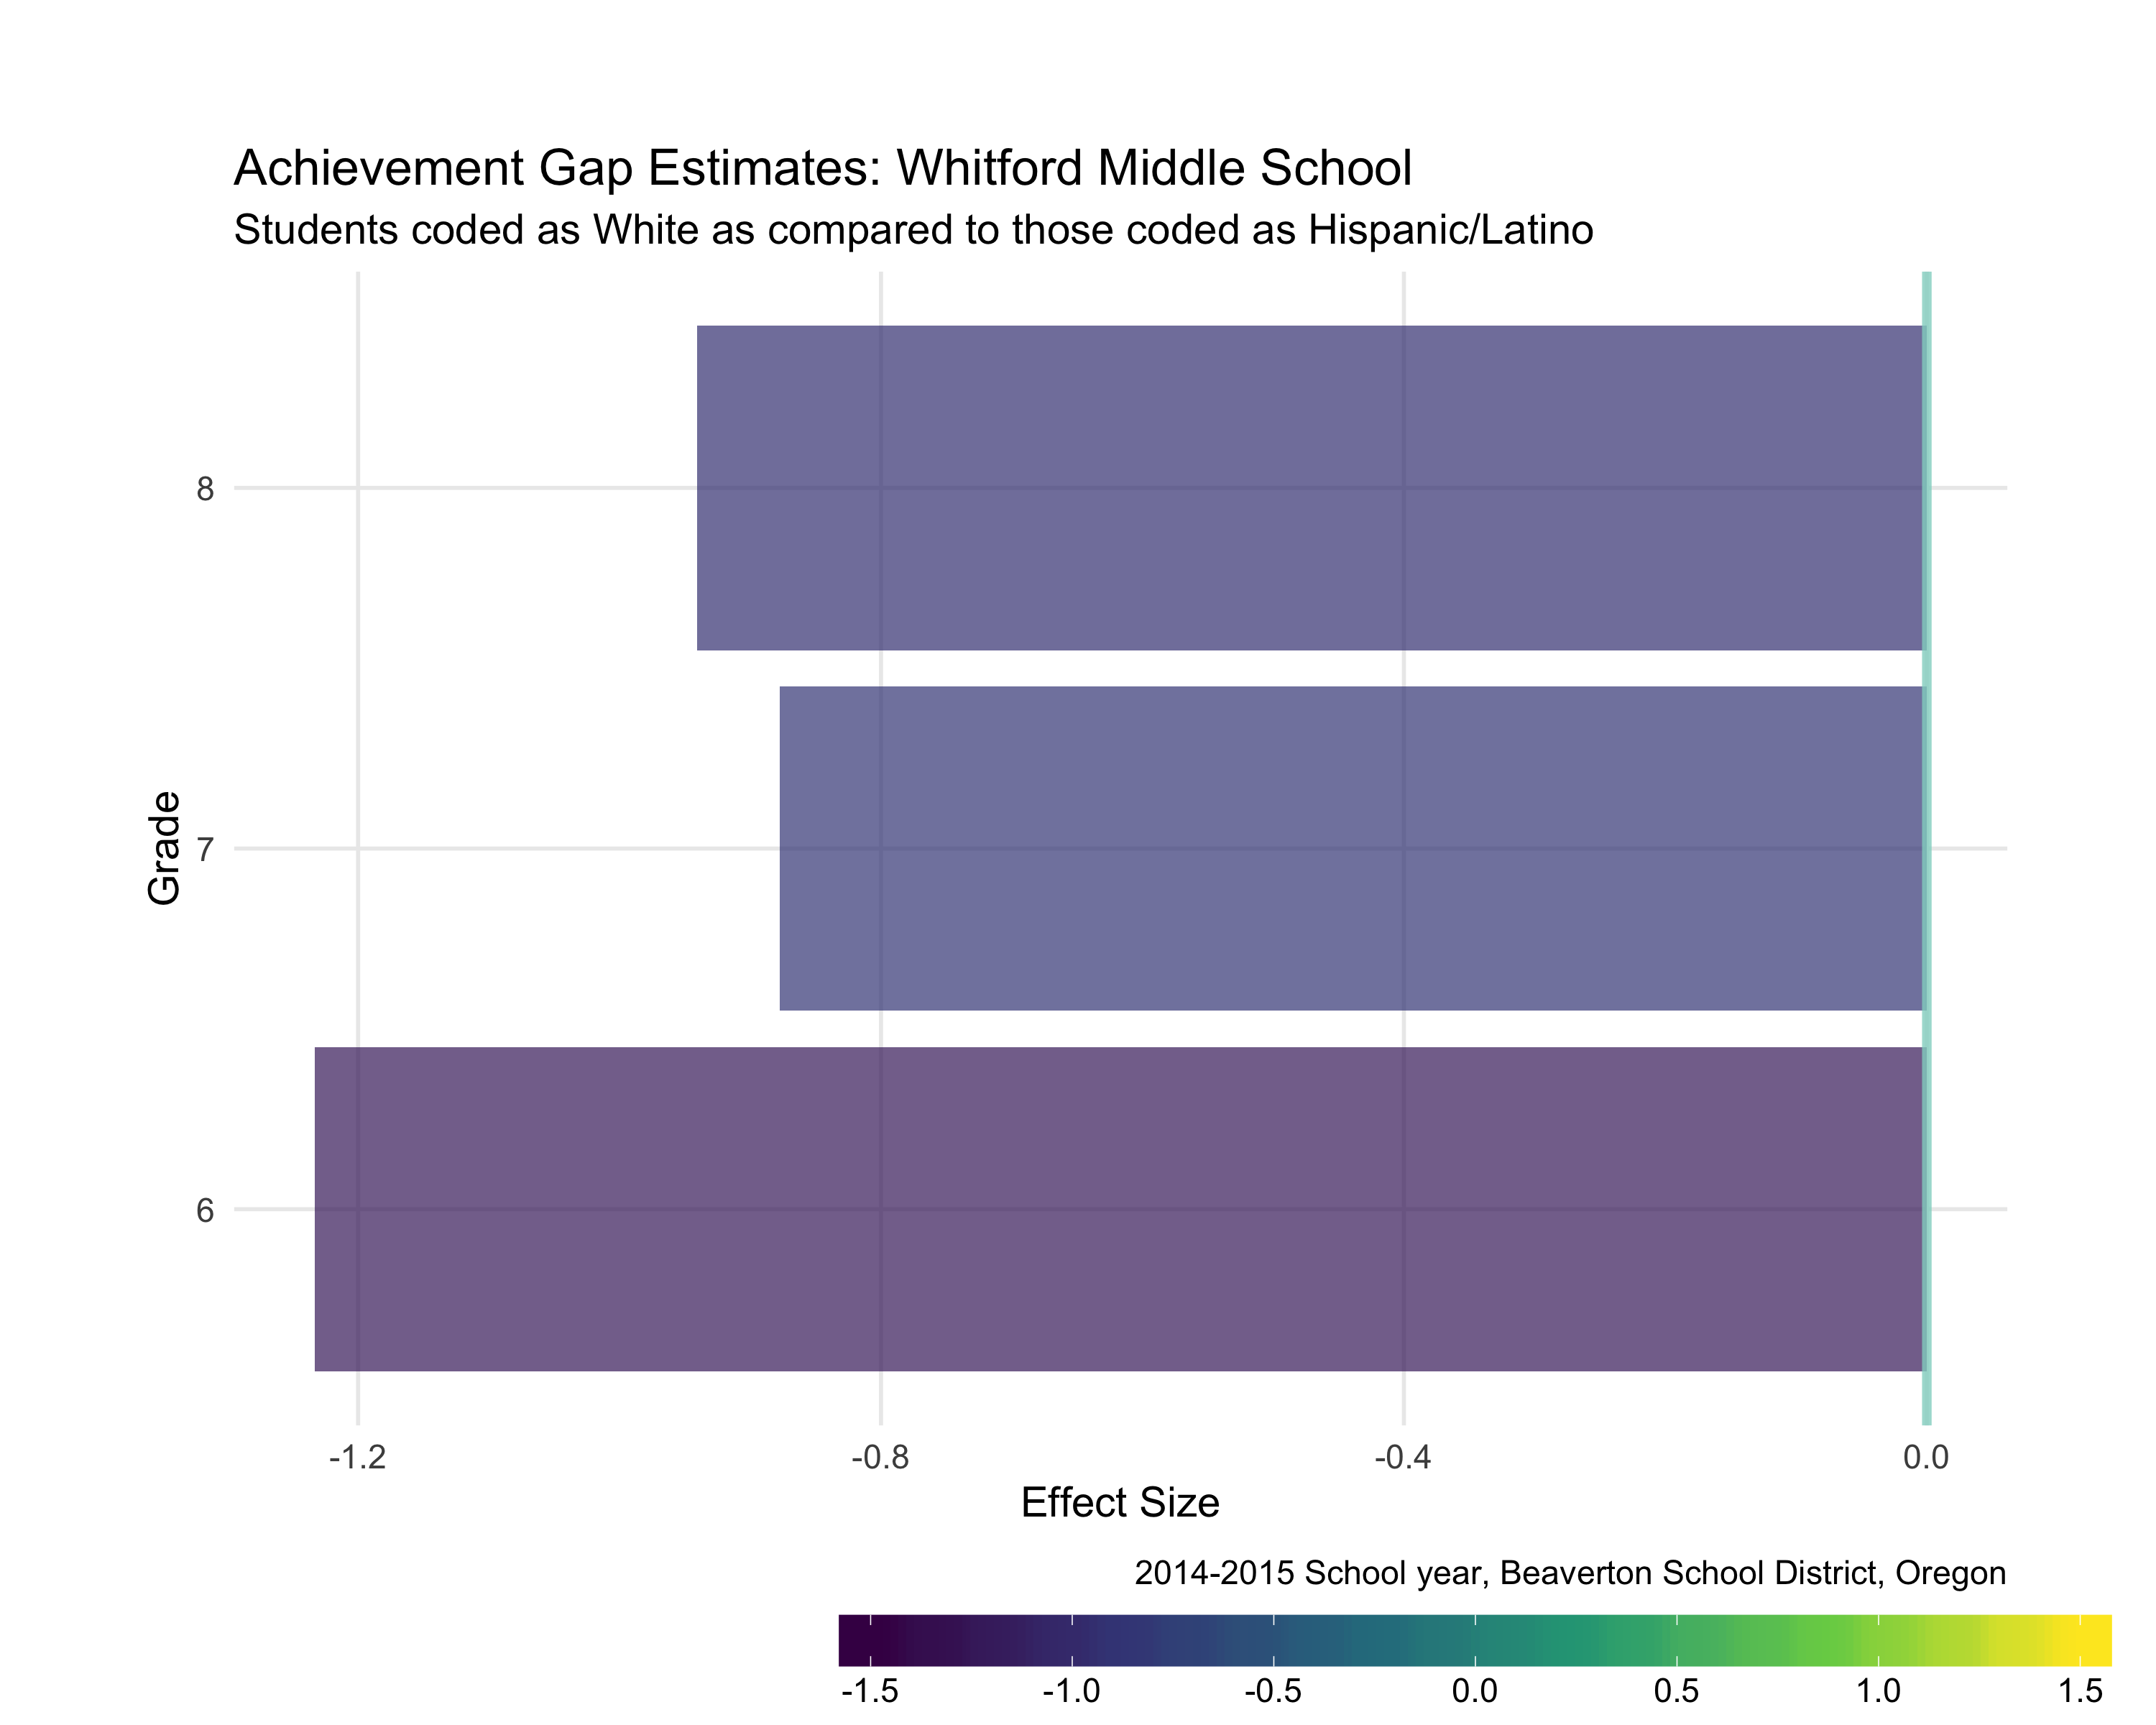 Achievement Gap Estimates: Whitford Middle School
Students coded as White as compared to those coded as Hispanic/Latino
8
7
6
Grade
-1.2 -0.8 -0.4 0.0
Effect Size
2014-2015 School year, Beaverton School District, Oregon
-1.5 -1.0 -0.5 0.0 0.5 1.0 1.5